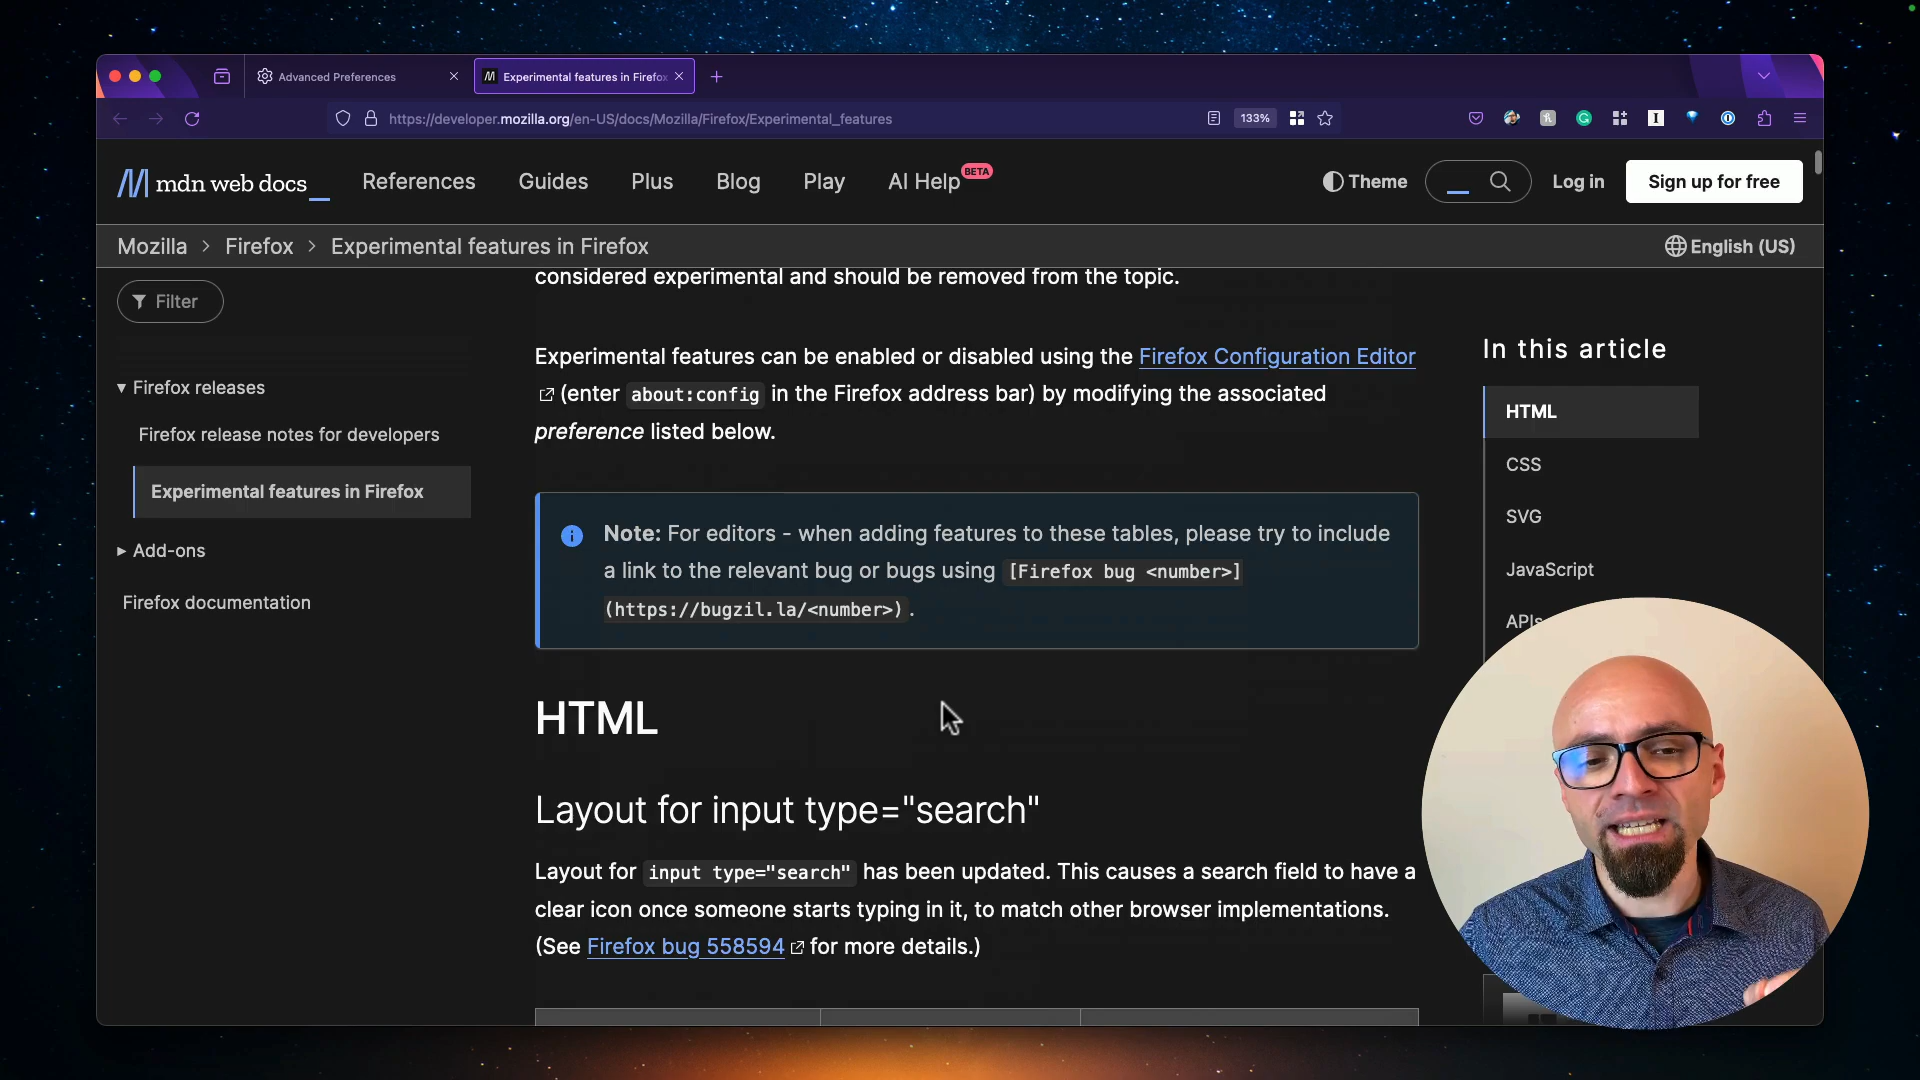 Advanced Preferences
Experimental features in Firefox
https://developer.mozilla.org/en-US/docs/Mozilla/Firefox/Experimental_features
133%
mdn web docs
References
Guides
Plus
Blog
Play
AI Help
BETA
Theme
Log in
Sign up for free
Mozilla > Firefox > Experimental features in Firefox
English (US)
Filter
Firefox releases
Firefox release notes for developers
Experimental features in Firefox
Add-ons
Firefox documentation
considered experimental and should be removed from the topic.
Experimental features can be enabled or disabled using the Firefox Configuration Editor
(enter about:config in the Firefox address bar) by modifying the associated
preference listed below.
Note: For editors - when adding features to these tables, please try to include
a link to the relevant bug or bugs using [Firefox bug <number>]
(https://bugzil.la/<number>).
HTML
Layout for input type="search"
Layout for input type="search" has been updated. This causes a search field to have a
clear icon once someone starts typing in it, to match other browser implementations.
(See Firefox bug 558594 for more details.)
In this article
HTML
CSS
SVG
JavaScript
APIs